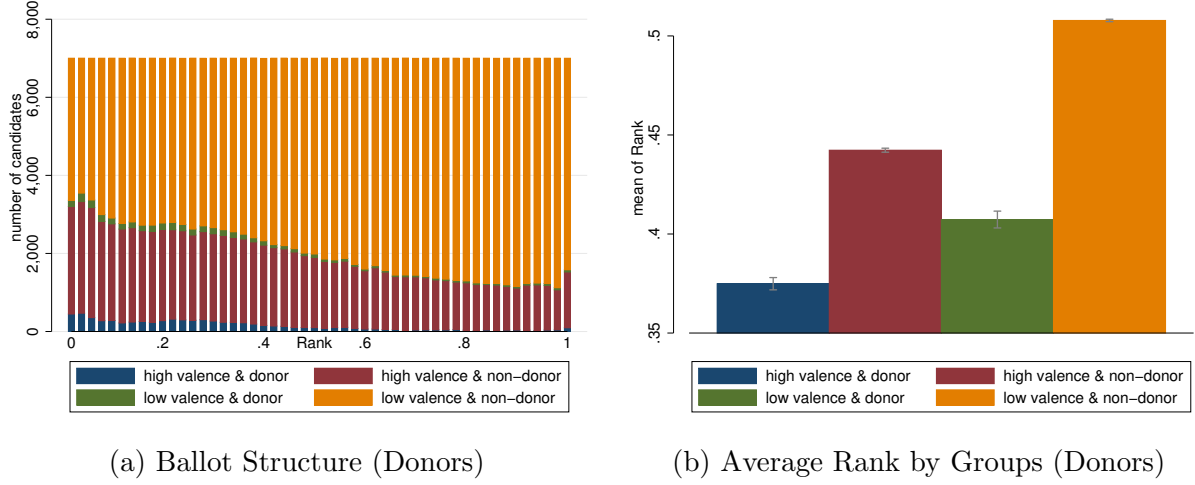 8,000
6,000
4,000
2,000
0
number of candidates
0 .2 .4 Rank .6 .8 1
high valence & donor high valence & non−donor
low valence & donor low valence & non−donor
(a) Ballot Structure (Donors)
.5
.45
.4
.35
mean of Rank
high valence & donor high valence & non−donor
low valence & donor low valence & non−donor
(b) Average Rank by Groups (Donors)